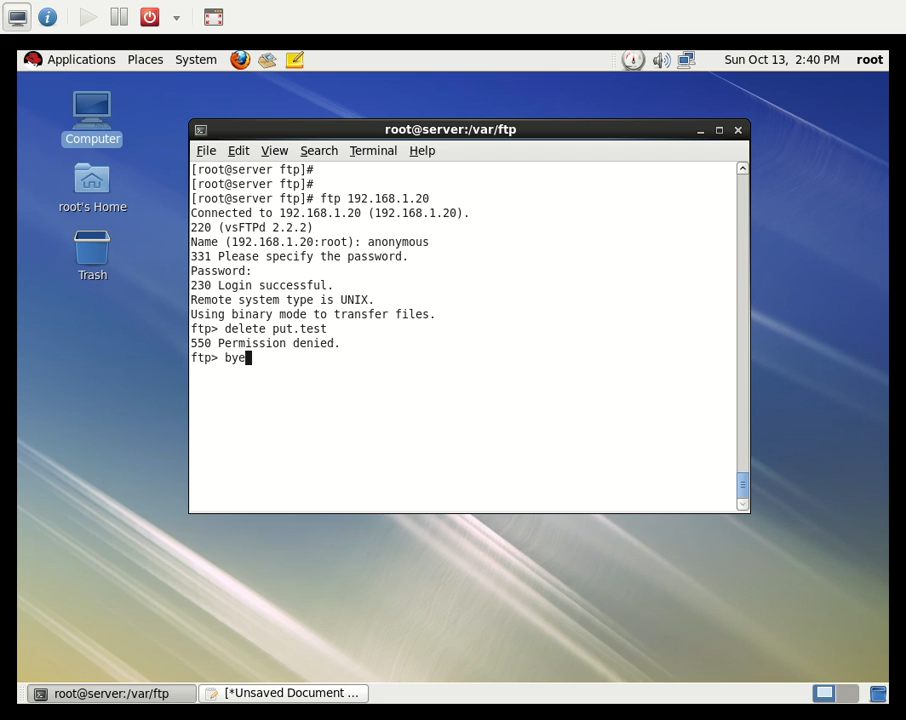 Applications Places System
Sun Oct 13, 2:40 PM root
Computer
root's Home
Trash
root@server:/var/ftp
File Edit View Search Terminal Help
[root@server ftp]#
[root@server ftp]#
[root@server ftp]# ftp 192.168.1.20
Connected to 192.168.1.20 (192.168.1.20).
220 (vsFTPd 2.2.2)
Name (192.168.1.20:root): anonymous
331 Please specify the password.
Password:
230 Login successful.
Remote system type is UNIX.
Using binary mode to transfer files.
ftp> delete put.test
550 Permission denied.
ftp> bye
root@server:/var/ftp
[*Unsaved Document ...